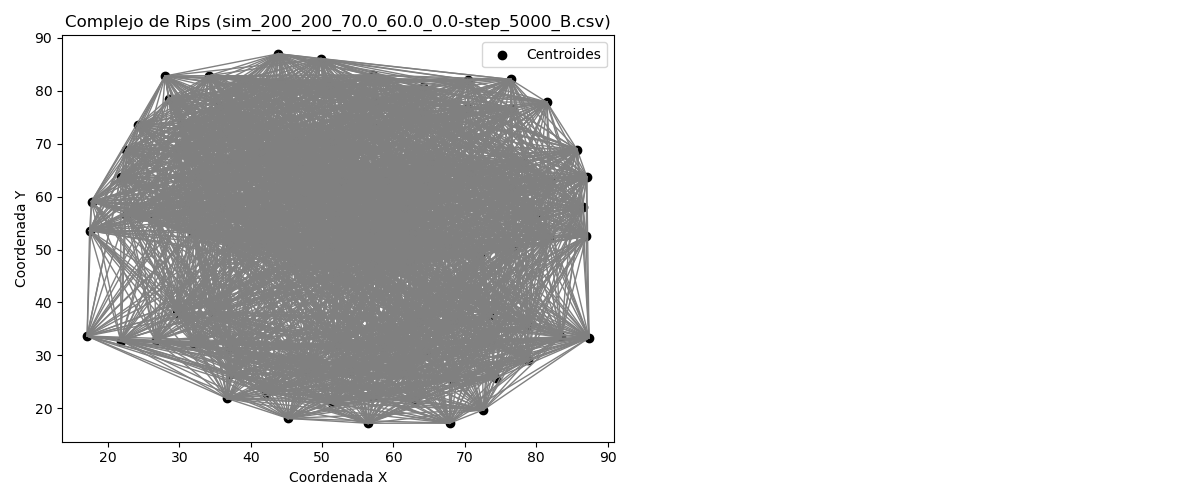 Complejo de Rips (sim_200_200_70.0_60.0_0.0-step_5000_B.csv)
Centroides
Coordenada Y
90
80
70
60
50
40
30
20
20 30 40 50 60 70 80 90
Coordenada X